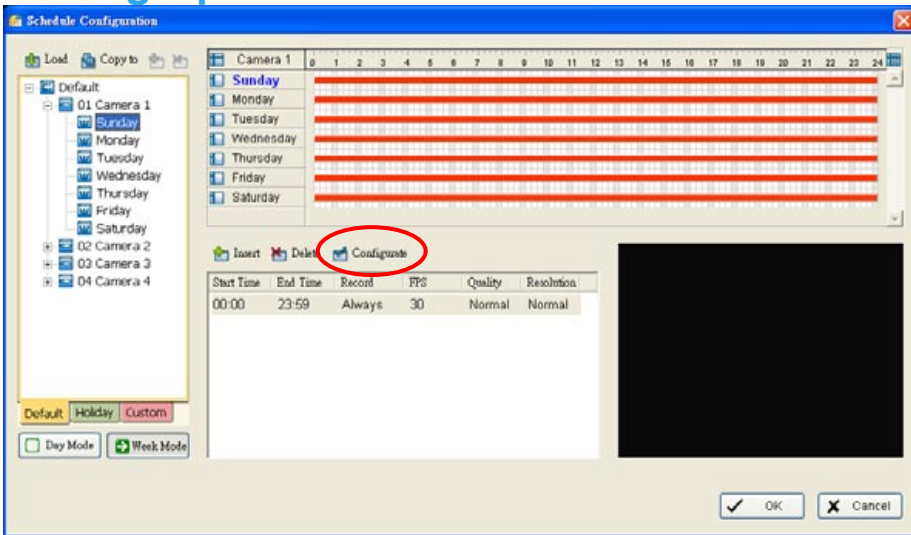 Schedule Configuration
Load Copy to
Default
01 Camera 1
Sunday
Monday
Tuesday
Wednesday
Thursday
Friday
Saturday
02 Camera 2
03 Camera 3
04 Camera 4
Default Holiday Custom
Day Mode Week Mode
Camera 1 0 1 2 3 4 5 6 7 8 9 10 11 12 13 14 15 16 17 18 19 20 21 22 23 24
Sunday
Monday
Tuesday
Wednesday
Thursday
Friday
Saturday
Insert Delete Configurate
Start Time End Time Record FPS Quality Resolution
00:00 23:59 Always 30 Normal Normal
OK Cancel